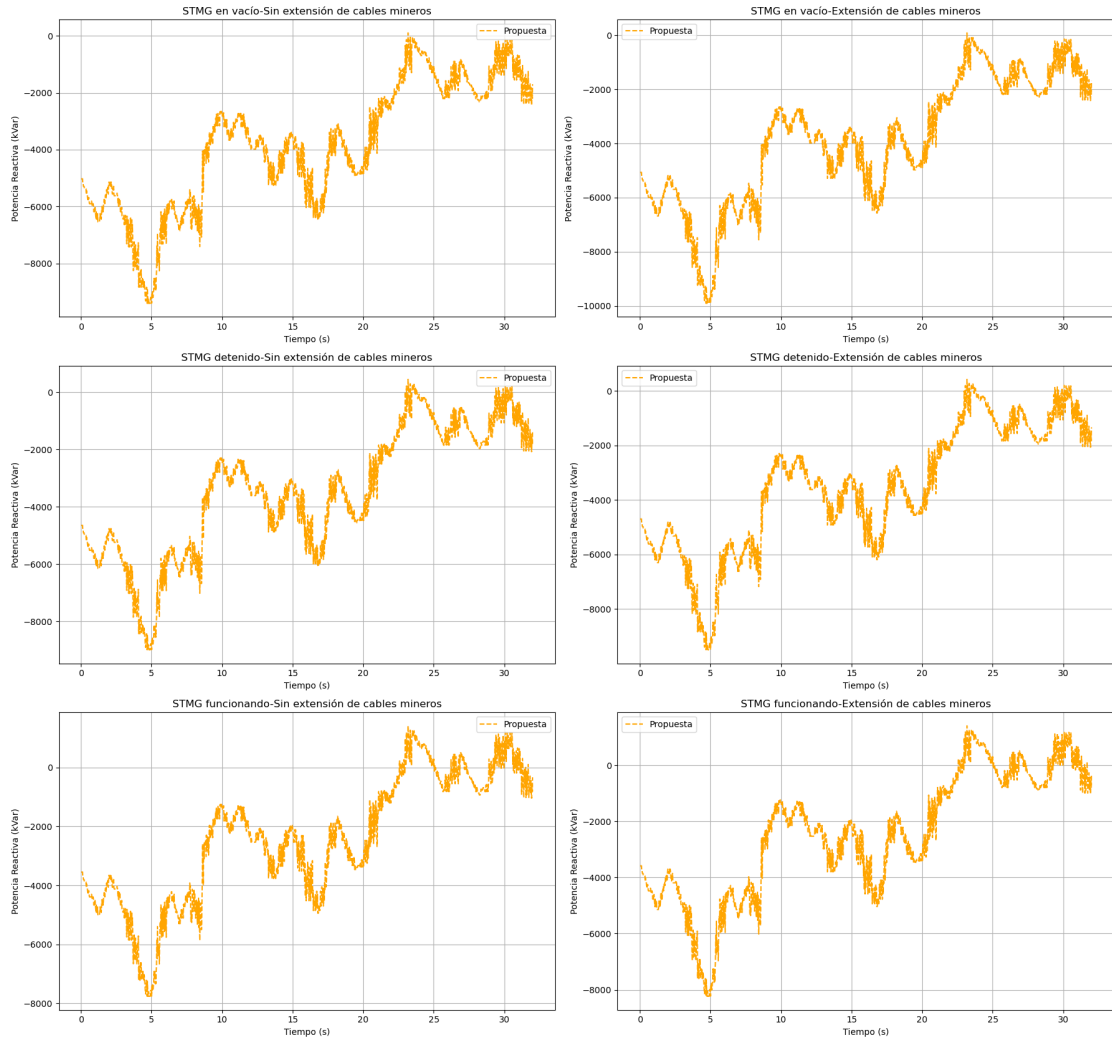 STMG en vacío-Sin extensión de cables mineros
Propuesta
Potencia Reactiva (kVar)
0
−2000
−4000
−6000
−8000
0 5 10 15 20 25 30
Tiempo (s)
STMG en vacío-Extensión de cables mineros
Propuesta
Potencia Reactiva (kVar)
0
−2000
−4000
−6000
−8000
−10000
0 5 10 15 20 25 30
Tiempo (s)
STMG detenido-Sin extensión de cables mineros
Propuesta
Potencia Reactiva (kVar)
0
−2000
−4000
−6000
−8000
0 5 10 15 20 25 30
Tiempo (s)
STMG detenido-Extensión de cables mineros
Propuesta
Potencia Reactiva (kVar)
0
−2000
−4000
−6000
−8000
0 5 10 15 20 25 30
Tiempo (s)
STMG funcionando-Sin extensión de cables mineros
Propuesta
Potencia Reactiva (kVar)
0
−2000
−4000
−6000
−8000
0 5 10 15 20 25 30
Tiempo (s)
STMG funcionando-Extensión de cables mineros
Propuesta
Potencia Reactiva (kVar)
0
−2000
−4000
−6000
−8000
0 5 10 15 20 25 30
Tiempo (s)